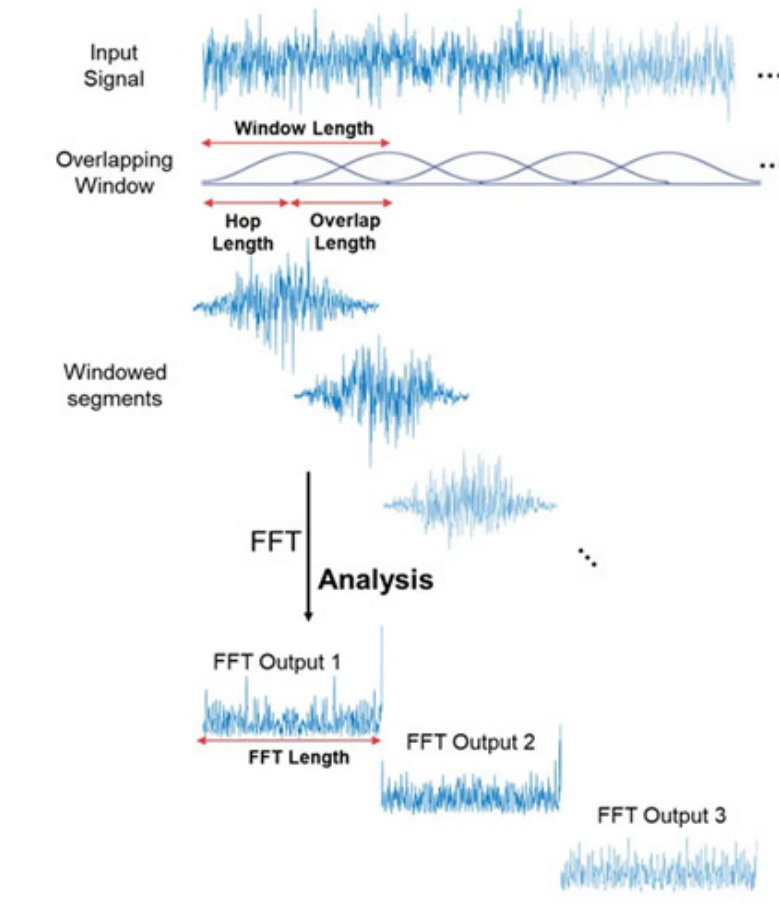 Input
Signal
...
Window Length
Overlapping
Window
...
Hop
Length
Overlap
Length
Windowed
segments
FFT
Analysis
FFT Output 1
FFT Length
FFT Output 2
FFT Output 3